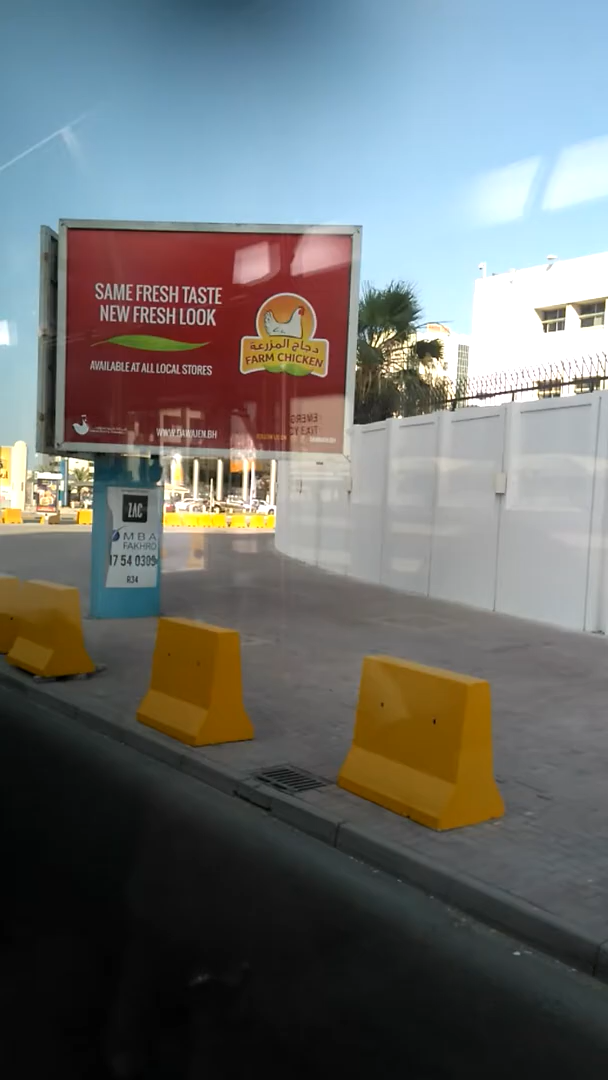 SAME FRESH TASTE
NEW FRESH LOOK
AVAILABLE AT ALL LOCAL STORES
دجاج المزرعة
FARM CHICKEN
WWW.DAWAJEN.BH
ZAC
MBA
FAKHRO
17 54 0309
R34